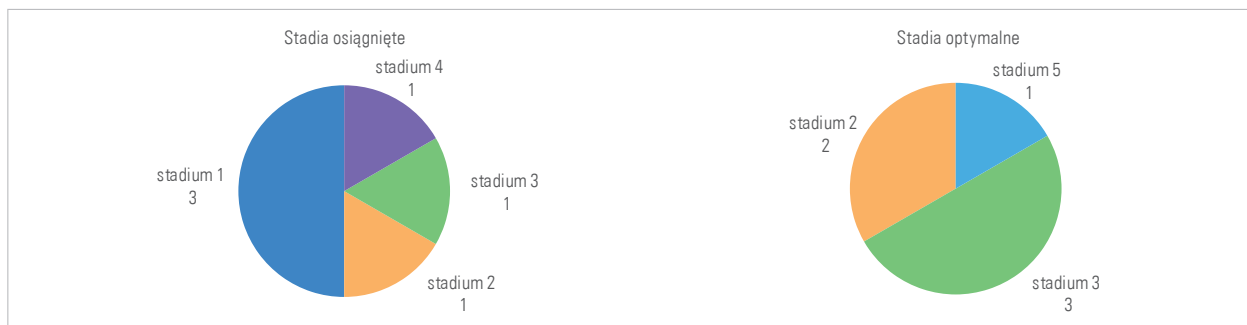 Stadia osiągnięte
stadium 4
1
stadium 3
1
stadium 2
1
stadium 1
3
Stadia optymalne
stadium 5
1
stadium 2
2
stadium 3
3